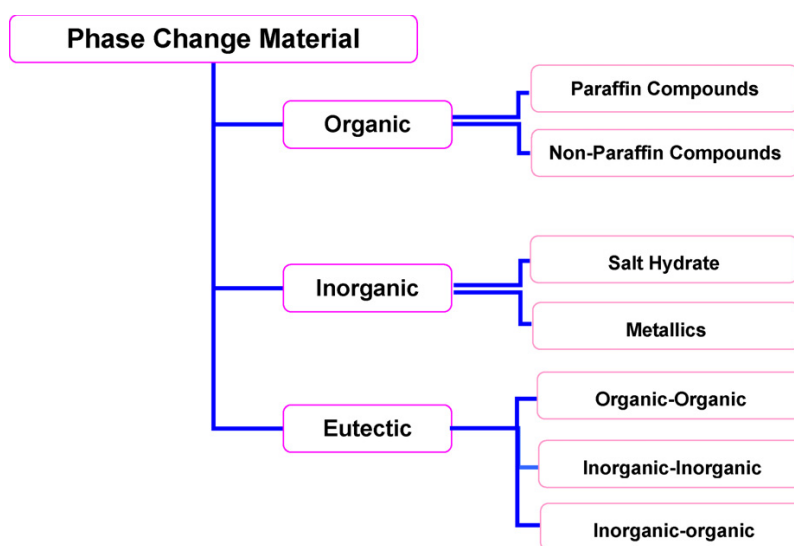 Phase Change Material
Organic
Paraffin Compounds
Non-Paraffin Compounds
Inorganic
Salt Hydrate
Metallics
Eutectic
Organic-Organic
Inorganic-Inorganic
Inorganic-organic